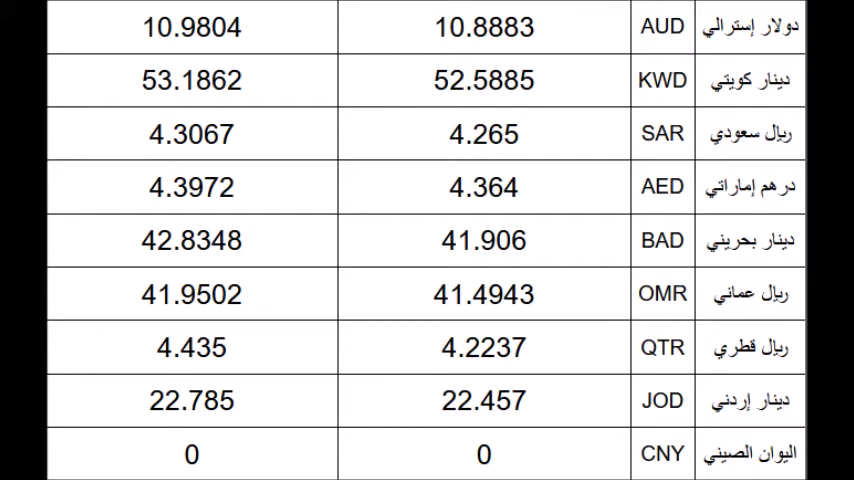 دولار إسترالي AUD 10.8883 10.9804
دينار كويتي KWD 52.5885 53.1862
ريال سعودي SAR 4.265 4.3067
درهم إماراتي AED 4.364 4.3972
دينار بحريني BAD 41.906 42.8348
ريال عماني OMR 41.4943 41.9502
ريال قطري QTR 4.2237 4.435
دينار إردني JOD 22.457 22.785
اليوان الصيني CNY 0 0